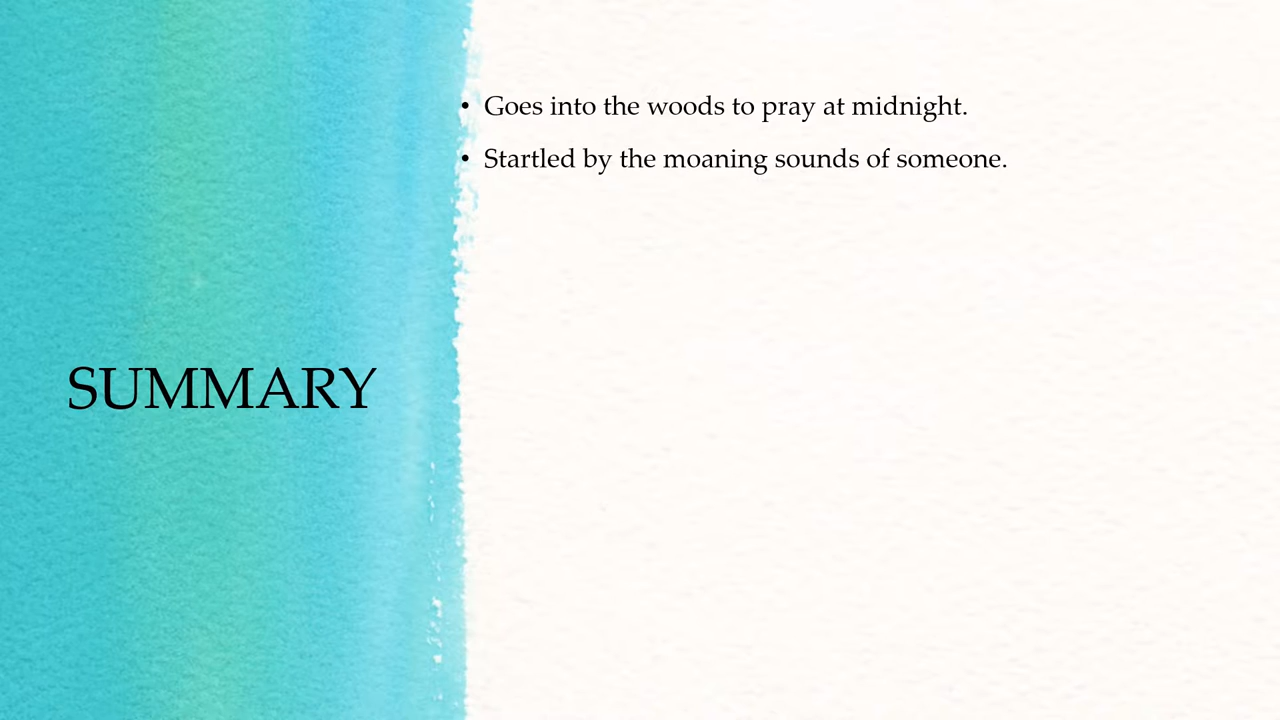 SUMMARY
• Goes into the woods to pray at midnight.
• Startled by the moaning sounds of someone.